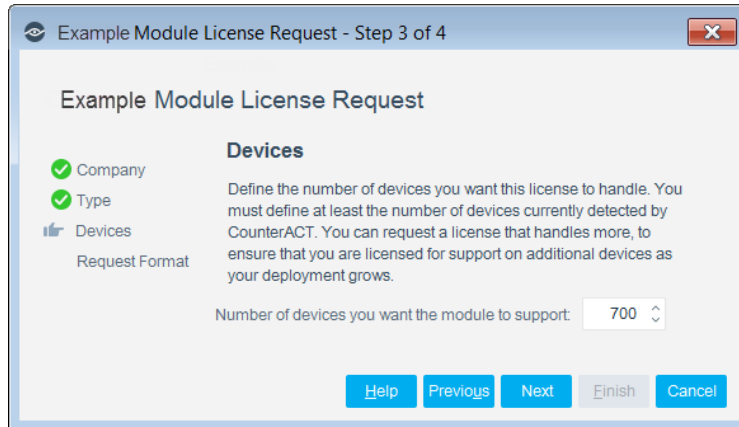 Example Module License Request - Step 3 of 4
Example Module License Request
Company
Type
Devices
Request Format
Devices
Define the number of devices you want this license to handle. You
must define at least the number of devices currently detected by
CounterACT. You can request a license that handles more, to
ensure that you are licensed for support on additional devices as
your deployment grows.
Number of devices you want the module to support: 700
Help Previous Next Finish Cancel